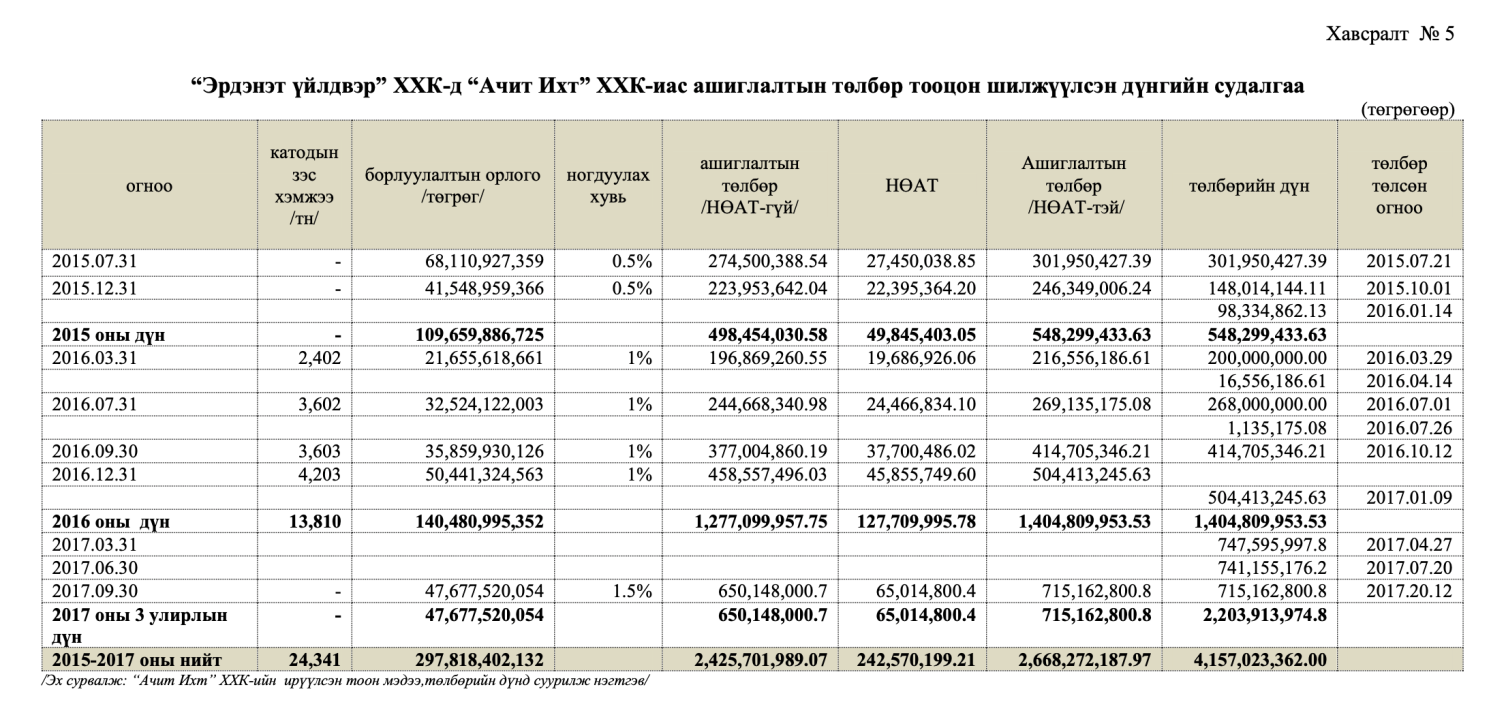 Хавсралт № 5
“Эрдэнэт үйлдвэр” ХХК-д “Ачит Ихт” ХХК-иас ашиглалтын төлбөр тооцон шилжүүлсэн дүнгийн судалгаа
(төгрөгөөр)
огноо
катодын
зэс
хэмжээ
/тн/
борлуулалтын орлого
/төгрөг/
ногдуулах
хувь
ашиглалтын
төлбөр
/НӨАТ-гүй/
НӨАТ
Ашиглалтын
төлбөр
/НӨАТ-тэй/
төлбөрийн дүн
төлбөр
төлсөн
огноо
2015.07.31 - 68,110,927,359 0.5% 274,500,388.54 27,450,038.85 301,950,427.39 301,950,427.39 2015.07.21
2015.12.31 - 41,548,959,366 0.5% 223,953,642.04 22,395,364.20 246,349,006.24 148,014,144.11 2015.10.01
98,334,862.13 2016.01.14
2015 оны дүн - 109,659,886,725 498,454,030.58 49,845,403.05 548,299,433.63 548,299,433.63
2016.03.31 2,402 21,655,618,661 1% 196,869,260.55 19,686,926.06 216,556,186.61 200,000,000.00 2016.03.29
16,556,186.61 2016.04.14
2016.07.31 3,602 32,524,122,003 1% 244,668,340.98 24,466,834.10 269,135,175.08 268,000,000.00 2016.07.01
1,135,175.08 2016.07.26
2016.09.30 3,603 35,859,930,126 1% 377,004,860.19 37,700,486.02 414,705,346.21 414,705,346.21 2016.10.12
2016.12.31 4,203 50,441,324,563 1% 458,557,496.03 45,855,749.60 504,413,245.63
504,413,245.63 2017.01.09
2016 оны дүн 13,810 140,480,995,352 1,277,099,957.75 127,709,995.78 1,404,809,953.53 1,404,809,953.53
2017.03.31 747,595,997.8 2017.04.27
2017.06.30 741,155,176.2 2017.07.20
2017.09.30 - 47,677,520,054 1.5% 650,148,000.7 65,014,800.4 715,162,800.8 715,162,800.8 2017.20.12
2017 оны 3 улирлын - 47,677,520,054 650,148,000.7 65,014,800.4 715,162,800.8 2,203,913,974.8
дүн
2015-2017 оны нийт 24,341 297,818,402,132 2,425,701,989.07 242,570,199.21 2,668,272,187.97 4,157,023,362.00
/Эх сурвалж: “Ачит Ихт” ХХК-ийн ирүүлсэн тоон мэдээ,төлбөрийн дүнд суурилж нэгтгэв/